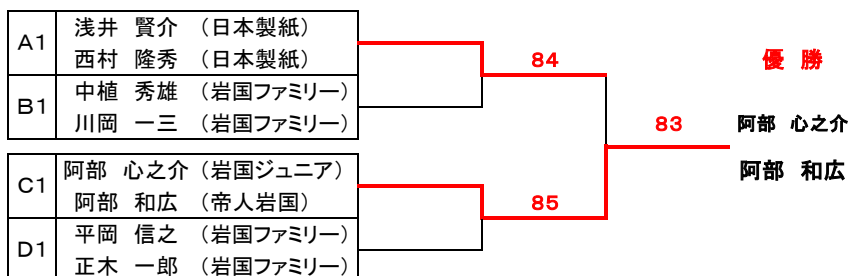 A1
浅井 賢介 (日本製紙)
西村 隆秀 (日本製紙)
B1
中植 秀雄 (岩国ファミリー)
川岡 一三 (岩国ファミリー)
C1
阿部 心之介 (岩国ジュニア)
阿部 和広 (帝人岩国)
D1
平岡 信之 (岩国ファミリー)
正木 一郎 (岩国ファミリー)
84
85
83
優 勝
阿部 心之介
阿部 和広